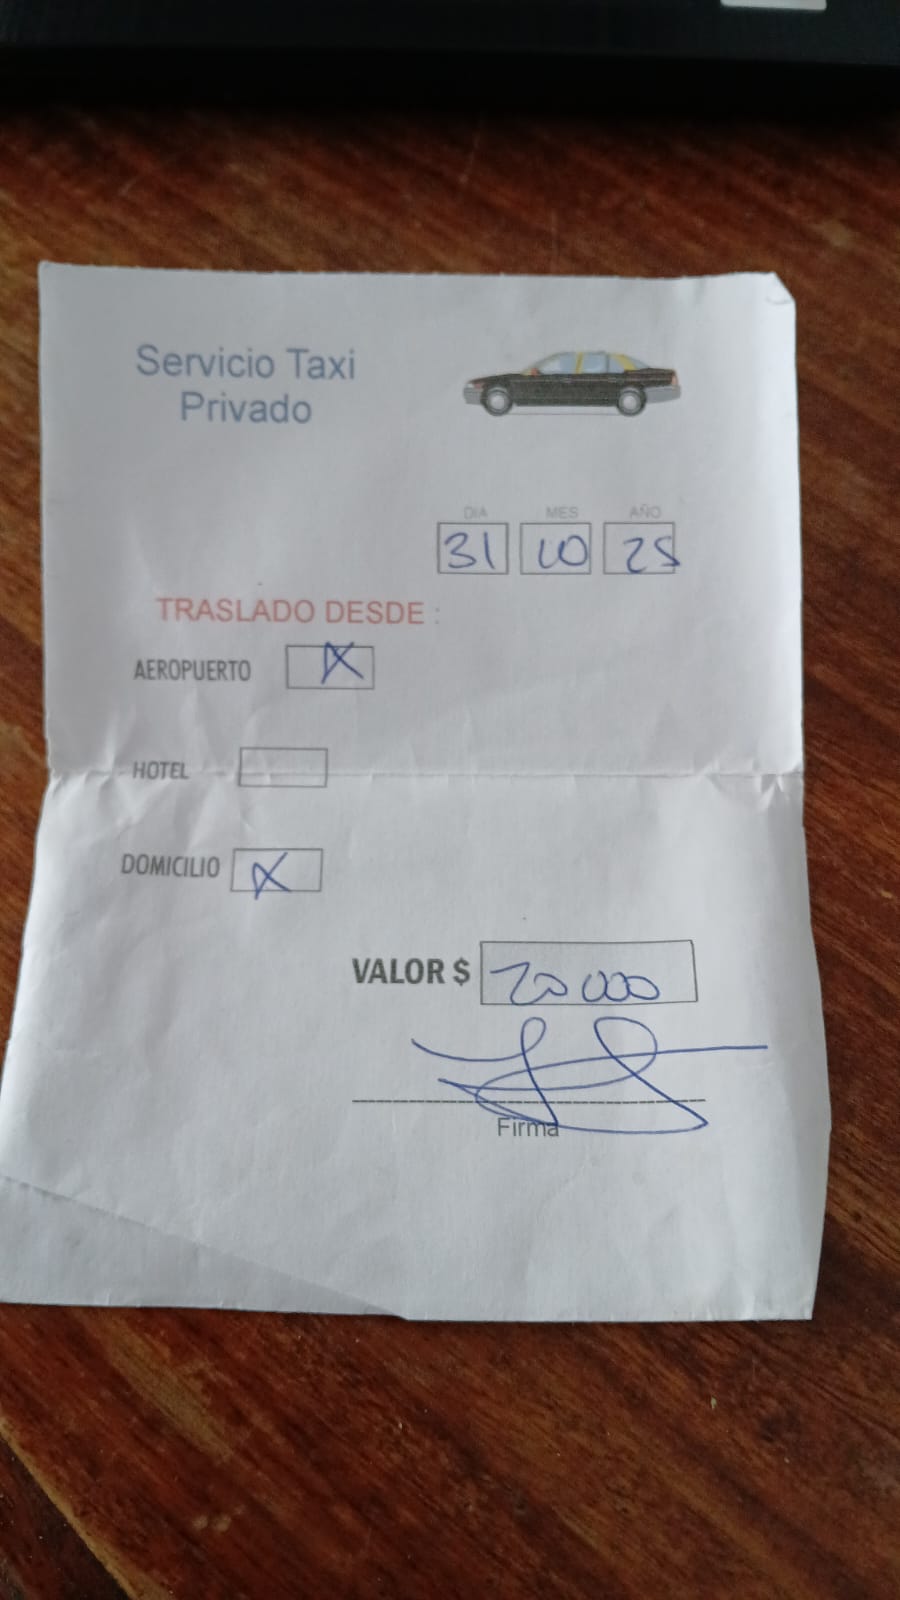 Servicio Taxi
Privado
DIA MES AÑO
31 10 25
TRASLADO DESDE :
AEROPUERTO X
HOTEL
DOMICILIO X
VALOR $ 20 000
Firma